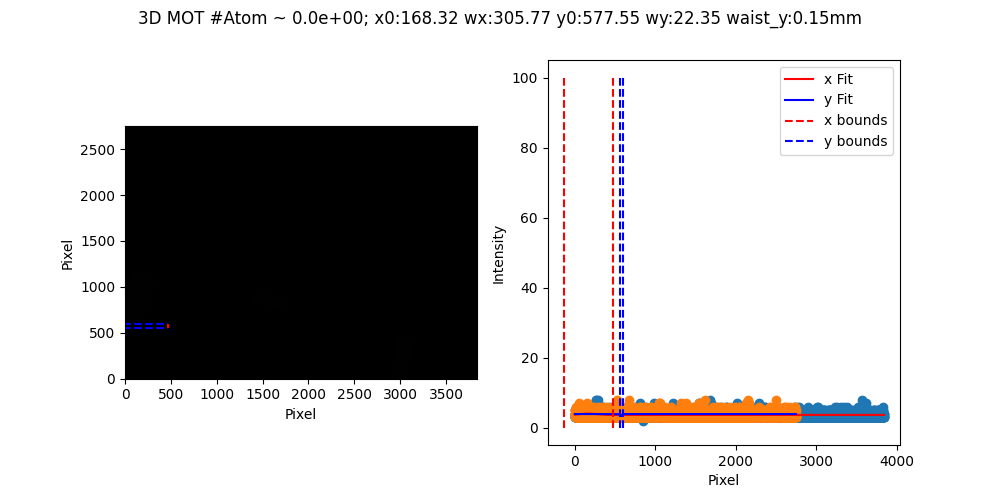 3D MOT #Atom ~ 0.0e+00; x0:168.32 wx:305.77 y0:577.55 wy:22.35 waist_y:0.15mm
2500
2000
1500
1000
500
0
Pixel
0 500 1000 1500 2000 2500 3000 3500
Pixel
100
80
60
40
20
0
Intensity
0 1000 2000 3000 4000
Pixel
x Fit
y Fit
x bounds
y bounds